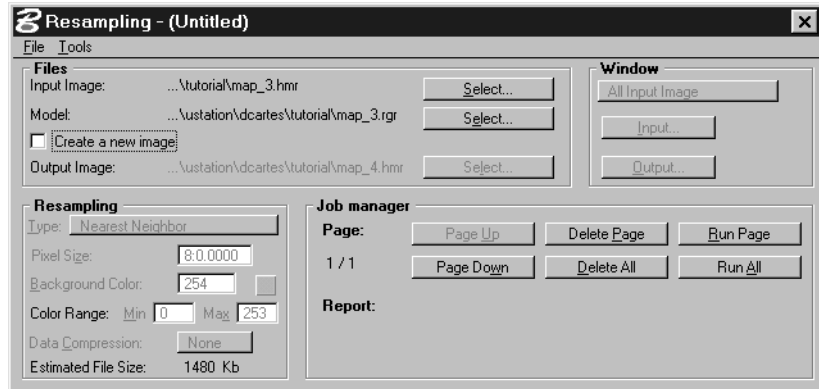 Resampling - (Untitled)
File Tools
Files
Input Image: ...\tutorial\map_3.hmr Select...
Model: ...\ustation\dcartes\tutorial\map_3.rgr Select...
Create a new image
Output Image: ...\ustation\dcartes\tutorial\map_4.hmr Select...
Window
All Input Image
Input...
Output...
Resampling
Type: Nearest Neighbor
Pixel Size: 8:0.0000
Background Color: 254
Color Range: Min 0 Max 253
Data Compression: None
Estimated File Size: 1480 Kb
Job manager
Page: Page Up Delete Page Run Page
1 / 1 Page Down Delete All Run All
Report: